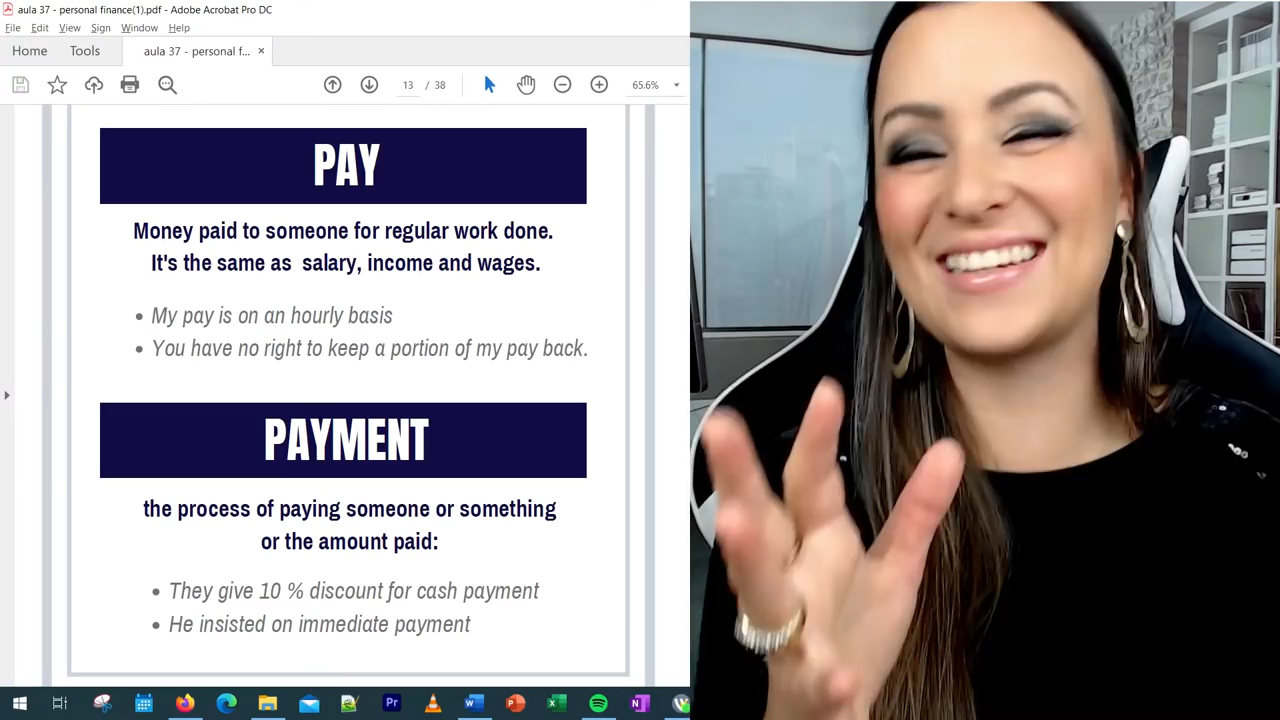 aula 37 - personal finance(1).pdf - Adobe Acrobat Pro DC
File Edit View Sign Window Help
Home Tools aula 37 - personal f... ×
13 / 38 65.6%
PAY
Money paid to someone for regular work done.
It's the same as salary, income and wages.
• My pay is on an hourly basis
• You have no right to keep a portion of my pay back.
PAYMENT
the process of paying someone or something
or the amount paid:
• They give 10 % discount for cash payment
• He insisted on immediate payment